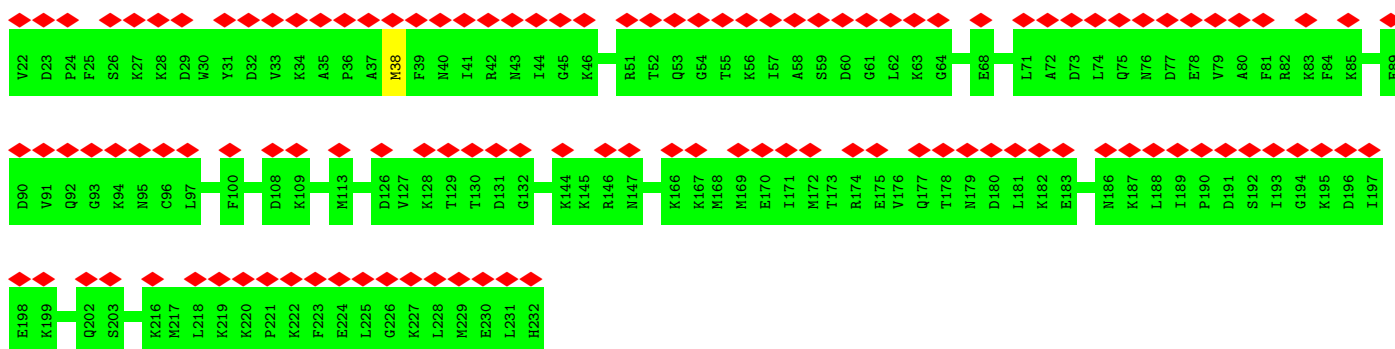 V22 D23 P24 F25 S26 K27 K28 D29 W30 Y31 D32 V33 K34 A35 P36 A37 M38 F39 N40 I41 R42 N43 I44 G45 K46 R51 T52 Q53 G54 T55 K56 I57 A58 S59 D60 G61 L62 K63 G64 E68 L71 A72 D73 L74 Q75 N76 D77 E78 V79 A80 F81 R82 K83 F84 K85 E89
D90 V91 Q92 G93 K94 N95 C96 L97 F100 D108 K109 M113 D126 V127 K128 T129 T130 D131 G132 K144 K145 R146 N147 K166 K167 M168 M169 E170 I171 M172 T173 R174 E175 V176 Q177 T178 N179 D180 L181 K182 E183 N186 K187 L188 I189 P190 D191 S192 I193 G194 K195 D196 I197
E198 K199 Q202 S203 K216 M217 L218 K219 K220 P221 K222 F223 E224 L225 G226 K227 L228 M229 E230 L231 H232